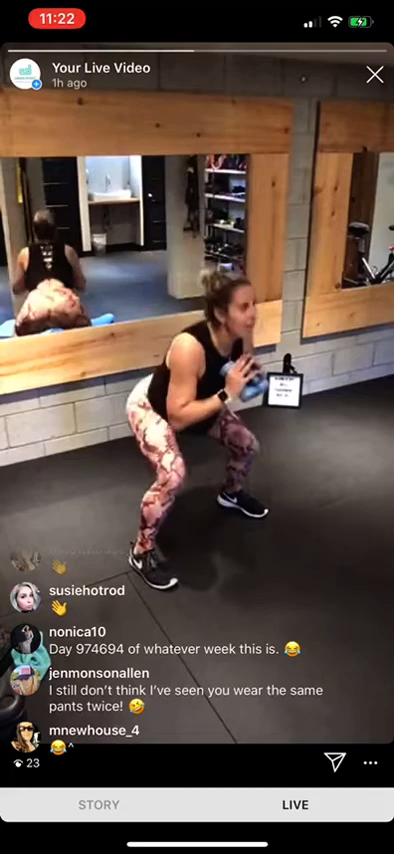 11:22
Your Live Video
1h ago
susiehotrod
👋
nonica10
Day 974694 of whatever week this is. 😂
jenmonsonallen
I still don't think I've seen you wear the same
pants twice! 🤣
mnewhouse_4
😂^
23
STORY
LIVE